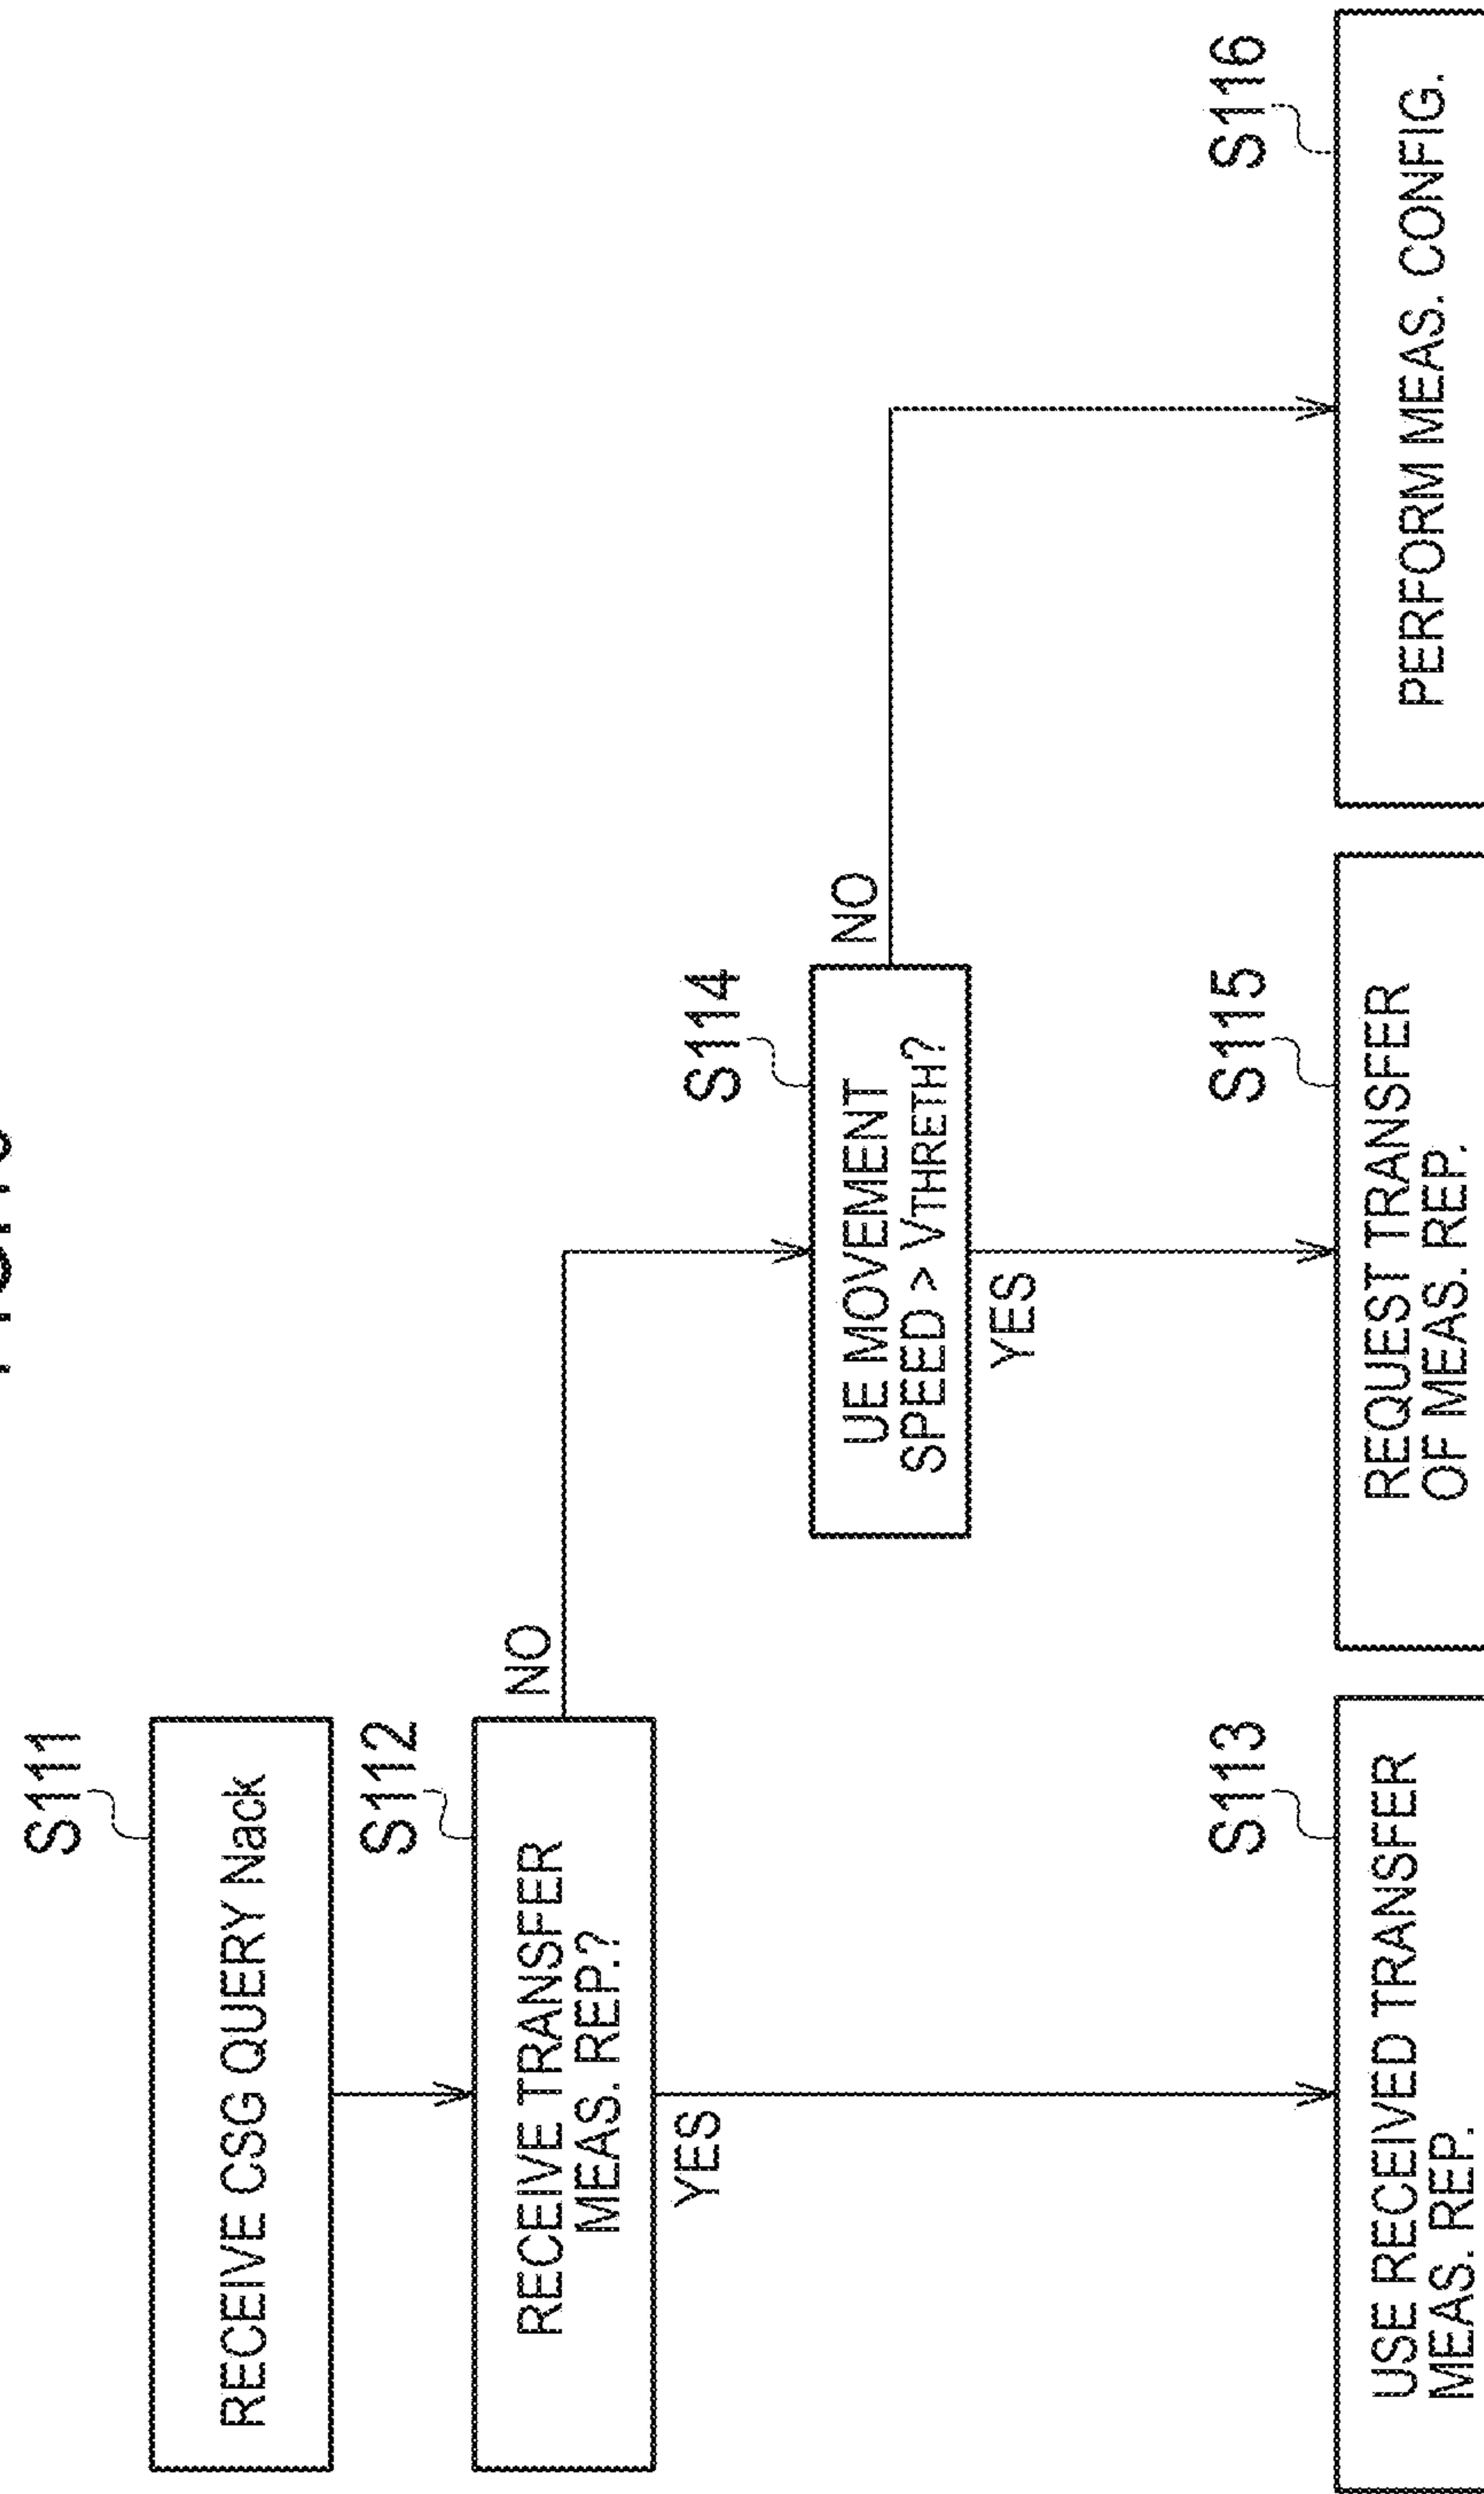 S111
RECEIVE CSG QUERY Nack
S112
RECEIVE TRANSFER
MEAS. REP.?
NO
YES
S114
UE MOVEMENT
SPEED > VTHRETH?
NO
YES
S113
USE RECEIVED TRANSFER
MEAS. REP.
S115
REQUEST TRANSFER
OF MEAS. REP.
S116
PERFORM MEAS. CONFIG.